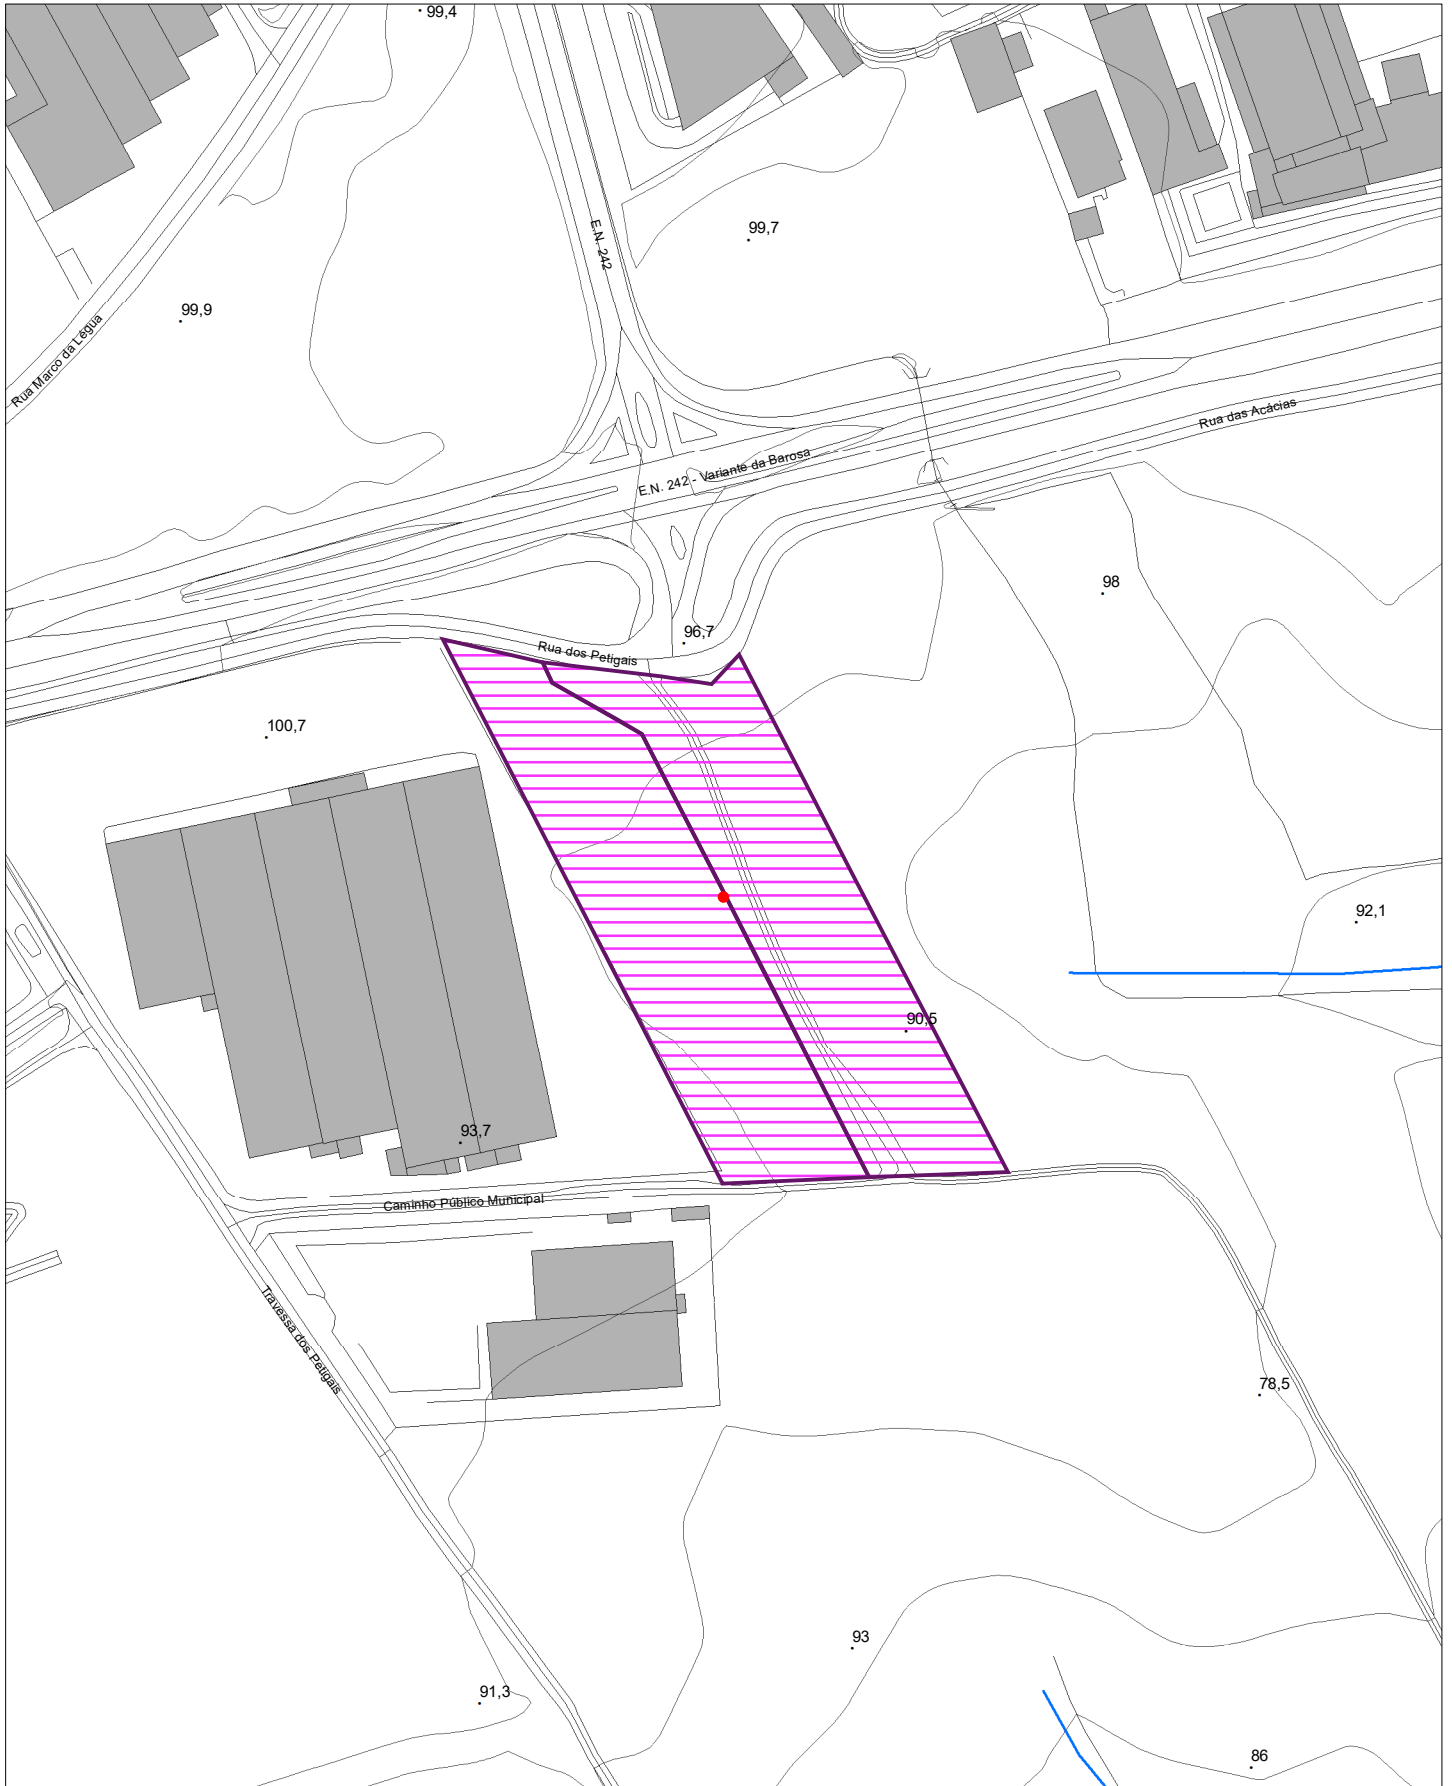 99,4
E.N. 242
99,7
99,9
Rua Marco da Légua
Rua das Acácias
E.N. 242 - Variante da Barosa
98
96,7
Rua dos Petigais
100,7
92,1
90,5
93,7
Caminho Público Municipal
Travessa dos Petigais
78,5
93
91,3
86